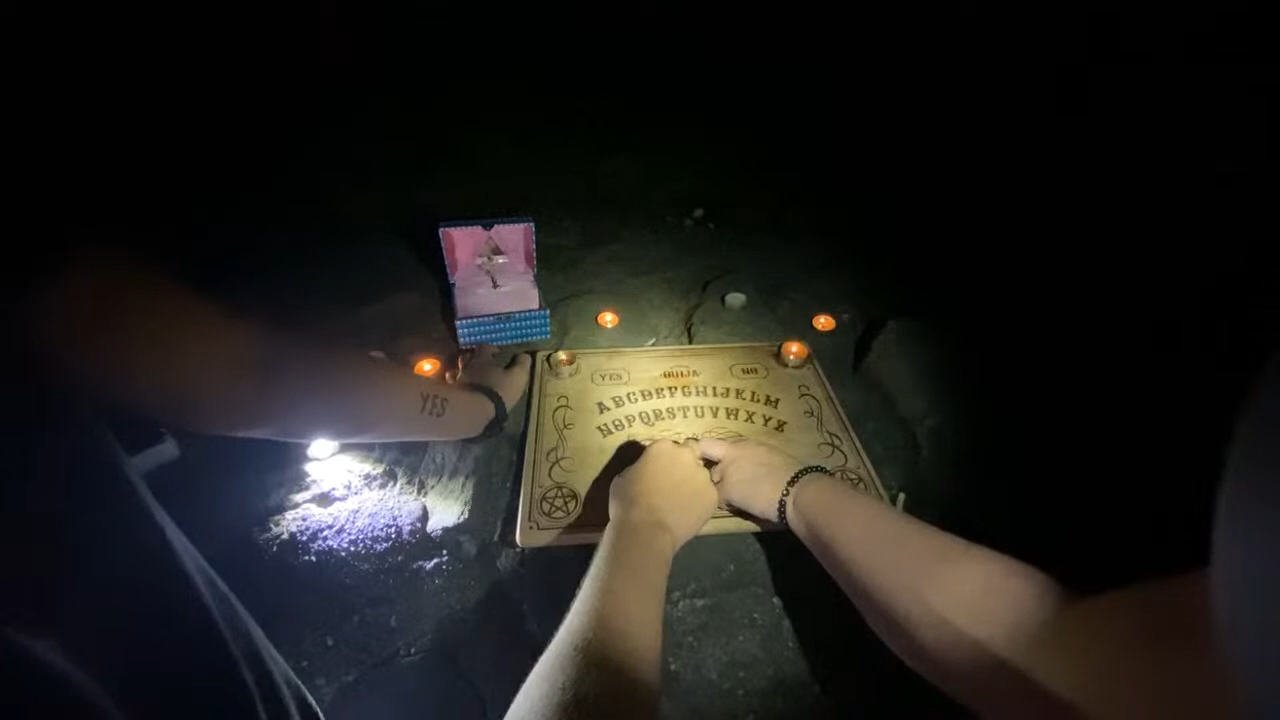 YES OUIJA NO
ABCDEFGHIJKLM
NOPQRSTUVWXYZ
YES